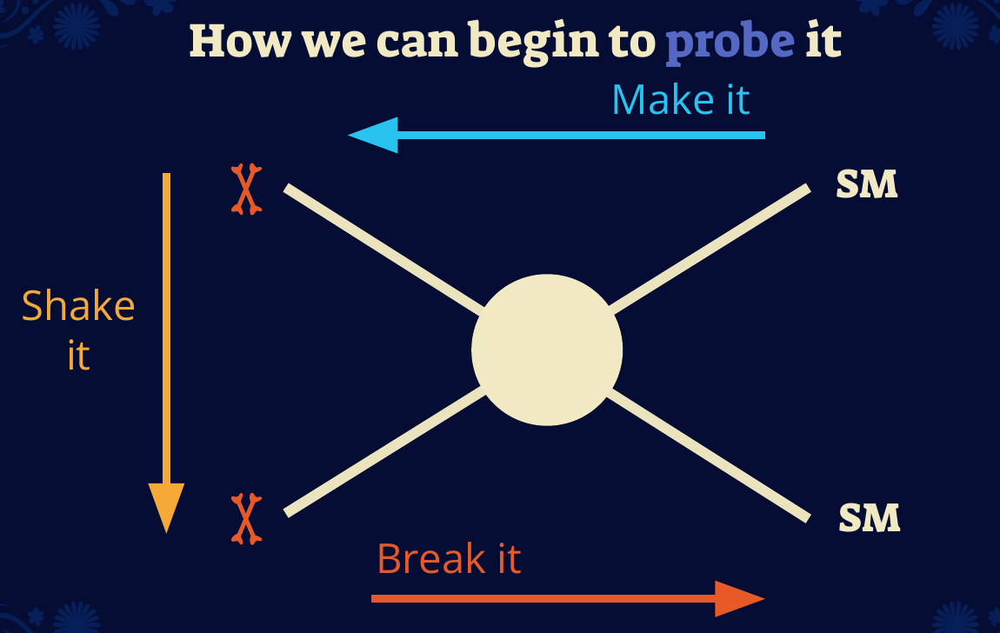 How we can begin to probe it
Make it
SM
Shake
it
SM
Break it